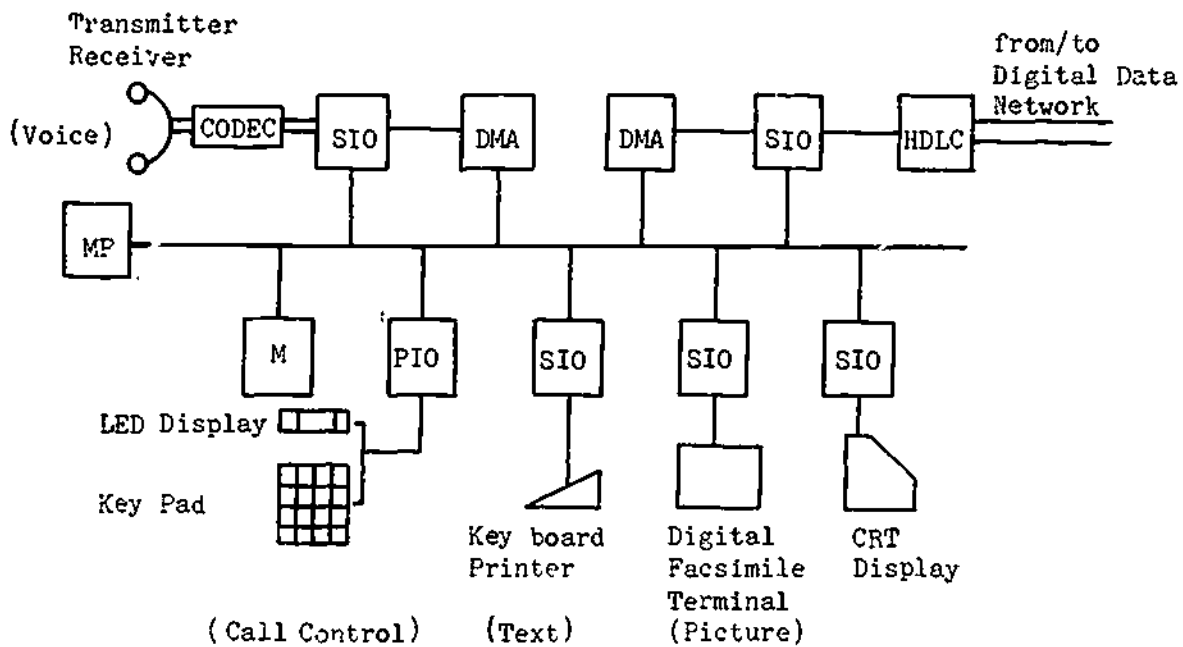 Transmitter
Receiver
from/to
Digital Data
Network
(Voice)
CODEC
SIO
DMA
DMA
SIO
HDLC
MP
M
PIO
SIO
SIO
SIO
LED Display
Key Pad
Key board
Printer
Digital
Facsimile
Terminal
(Picture)
CRT
Display
(Call Control)
(Text)